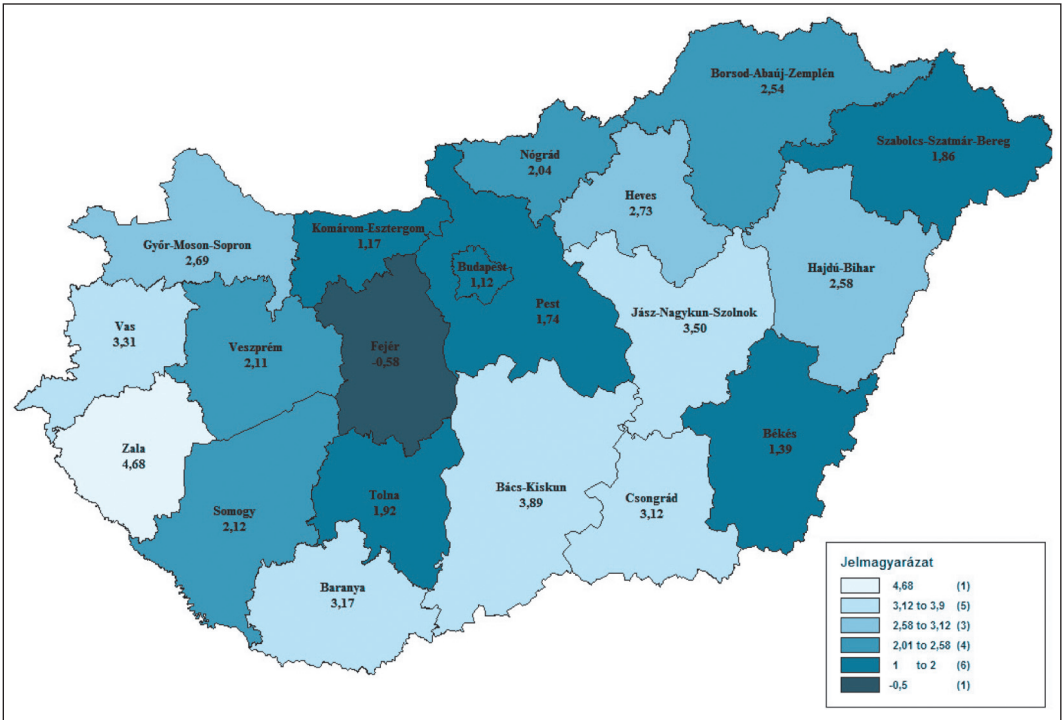 Borsod-Abaúj-Zemplén
2,54
Szabolcs-Szatmár-Bereg
1,86
Nógrád
2,04
Heves
2,73
Komárom-Esztergom
1,17
Győr-Moson-Sopron
2,69
Budapest
1,12
Hajdú-Bihar
2,58
Pest
1,74
Jász-Nagykun-Szolnok
3,50
Vas
3,31
Veszprém
2,11
Fejér
-0,58
Zala
4,68
Békés
1,39
Bács-Kiskun
3,89
Csongrád
3,12
Tolna
1,92
Somogy
2,12
Baranya
3,17
Jelmagyarázat
4,68 (1)
3,12 to 3,9 (5)
2,58 to 3,12 (3)
2,01 to 2,58 (4)
1 to 2 (6)
-0,5 (1)